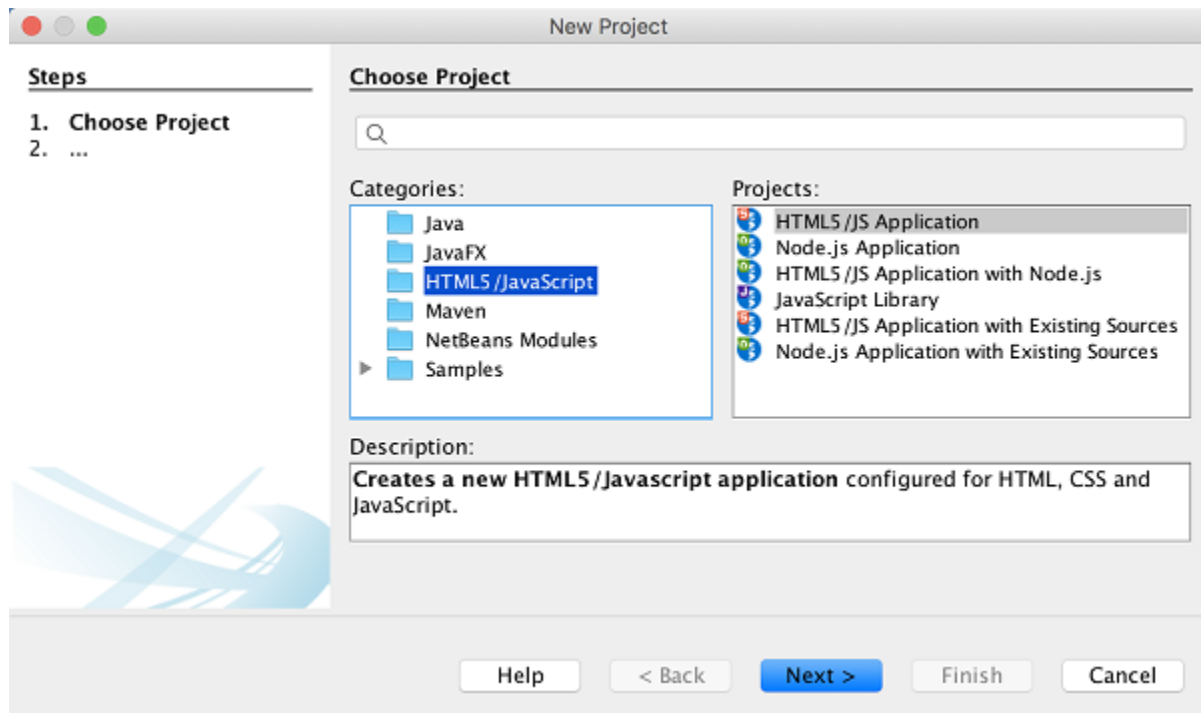 New Project
Steps
1. Choose Project
2. ...
Choose Project
Categories:
Java
JavaFX
HTML5/JavaScript
Maven
NetBeans Modules
Samples
Projects:
HTML5/JS Application
Node.js Application
HTML5/JS Application with Node.js
JavaScript Library
HTML5/JS Application with Existing Sources
Node.js Application with Existing Sources
Description:
Creates a new HTML5/Javascript application configured for HTML, CSS and
JavaScript.
Help
< Back
Next >
Finish
Cancel